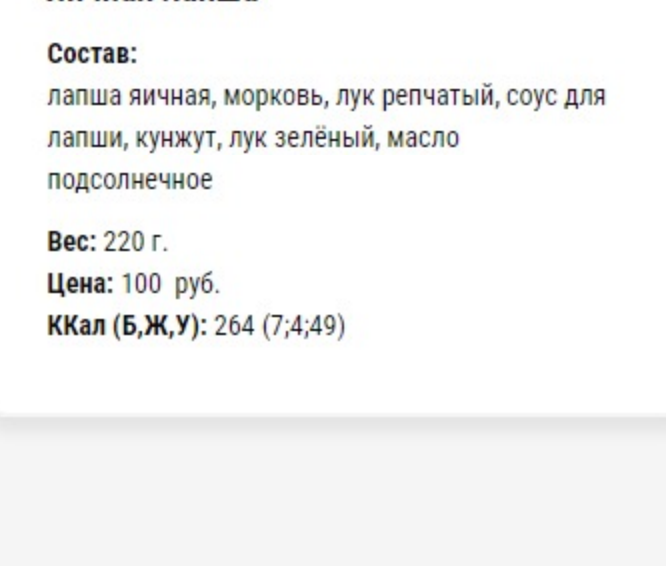 Состав:
лапша яичная, морковь, лук репчатый, соус для
лапши, кунжут, лук зелёный, масло
подсолнечное
Вес: 220 г.
Цена: 100 руб.
ККал (Б,Ж,У): 264 (7;4;49)